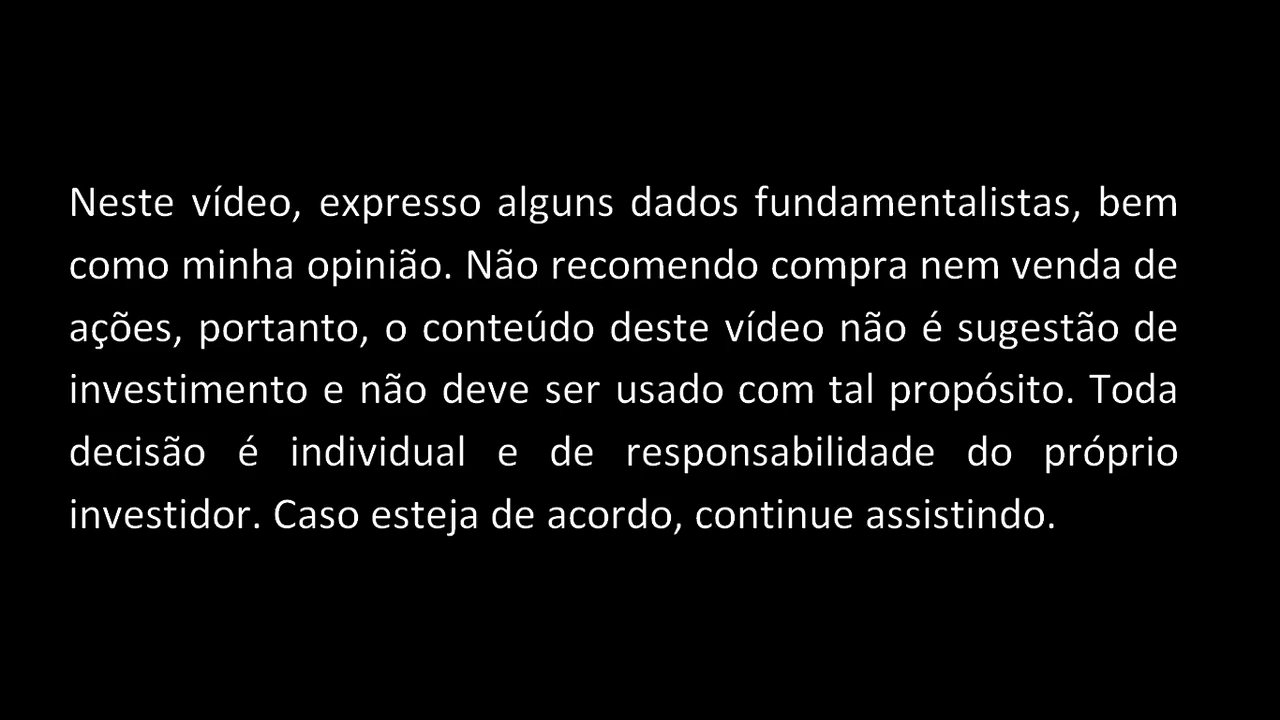 Neste vídeo, expresso alguns dados fundamentalistas, bem
como minha opinião. Não recomendo compra nem venda de
ações, portanto, o conteúdo deste vídeo não é sugestão de
investimento e não deve ser usado com tal propósito. Toda
decisão é individual e de responsabilidade do próprio
investidor. Caso esteja de acordo, continue assistindo.